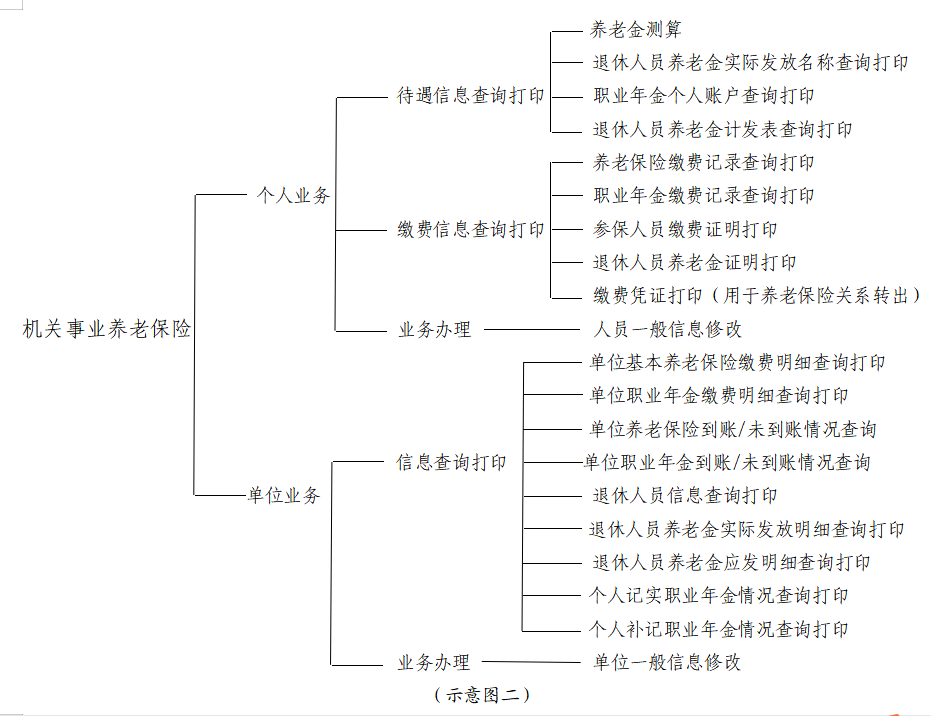 养老金测算
退休人员养老金实际发放名称查询打印
待遇信息查询打印
职业年金个人账户查询打印
退休人员养老金计发表查询打印
养老保险缴费记录查询打印
个人业务
职业年金缴费记录查询打印
缴费信息查询打印
参保人员缴费证明打印
退休人员养老金证明打印
缴费凭证打印（用于养老保险关系转出）
机关事业养老保险
业务办理
人员一般信息修改
单位基本养老保险缴费明细查询打印
单位职业年金缴费明细查询打印
单位养老保险到账/未到账情况查询
信息查询打印
单位职业年金到账/未到账情况查询
单位业务
退休人员信息查询打印
退休人员养老金实际发放明细查询打印
退休人员养老金应发明细查询打印
个人记实职业年金情况查询打印
个人补记职业年金情况查询打印
业务办理
单位一般信息修改
（示意图二）